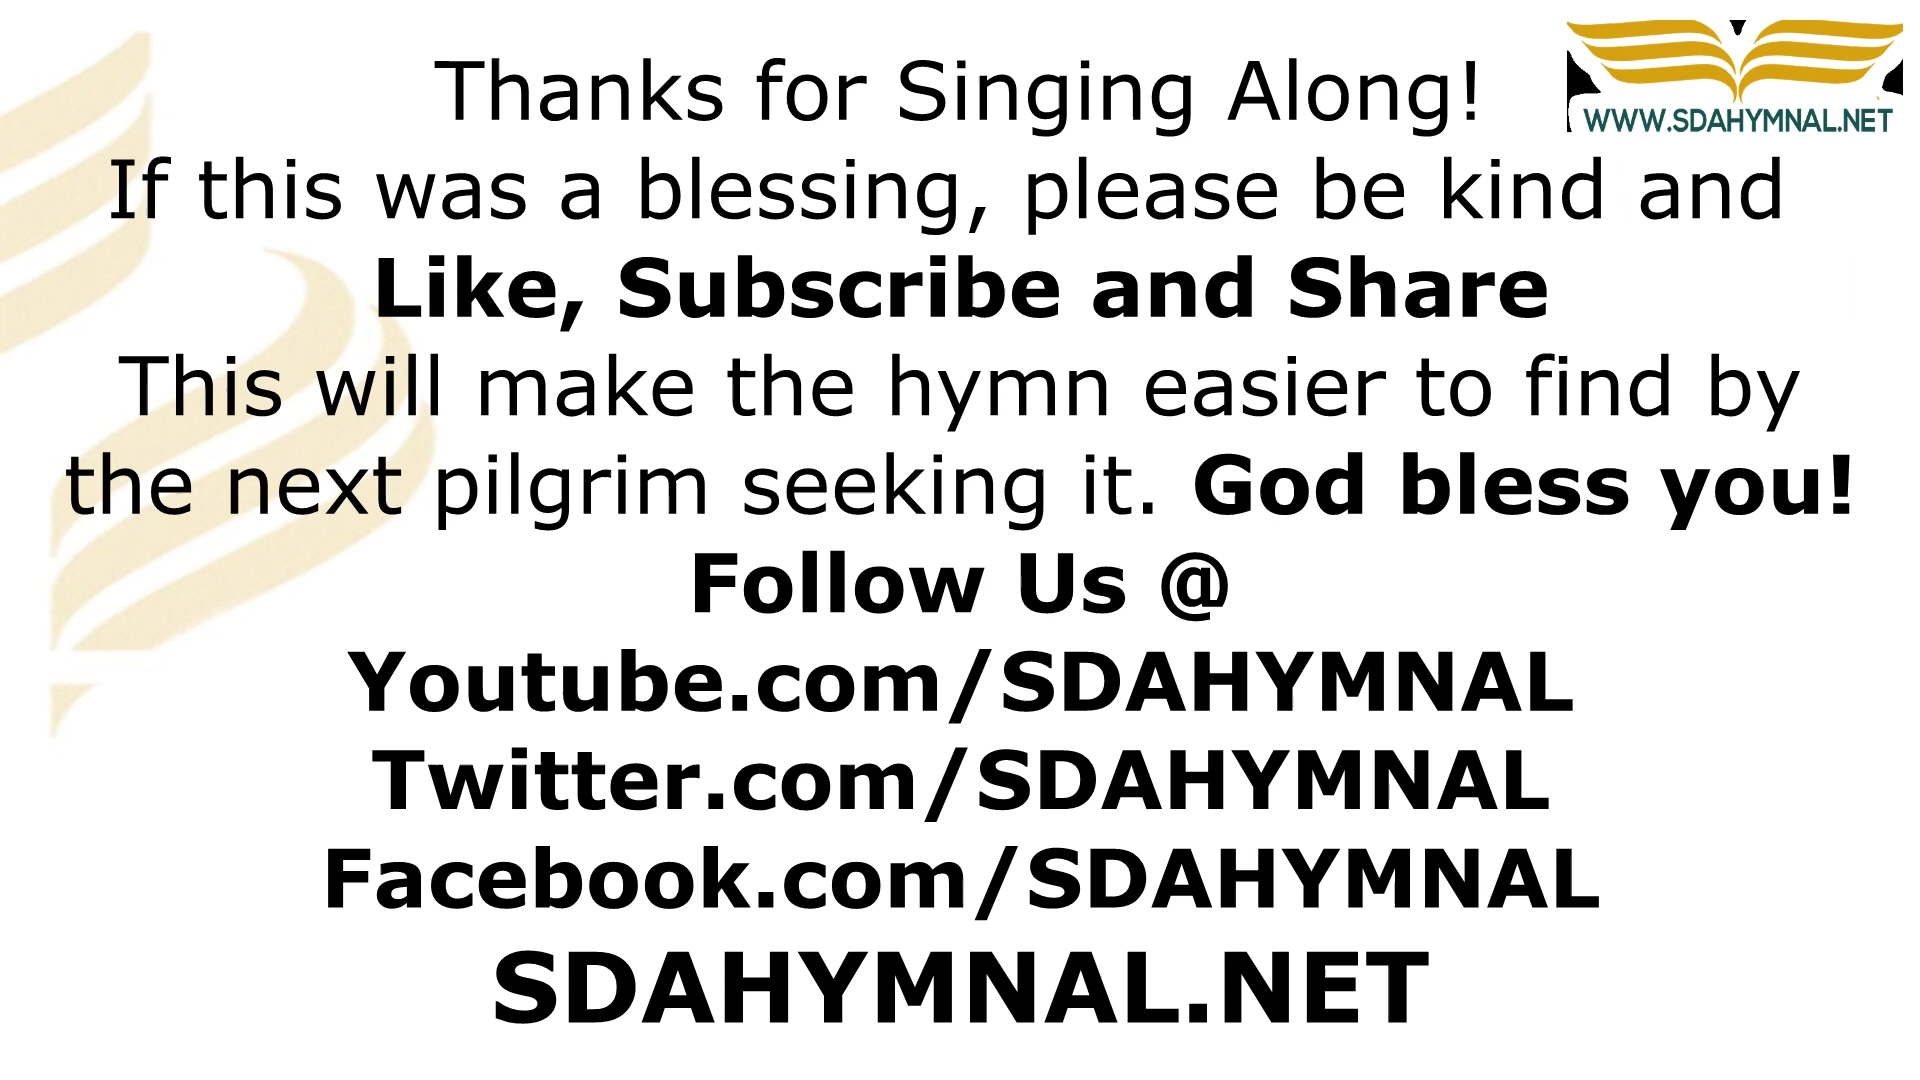 Thanks for Singing Along!
WWW.SDAHYMNAL.NET
If this was a blessing, please be kind and
Like, Subscribe and Share
This will make the hymn easier to find by
the next pilgrim seeking it. God bless you!
Follow Us @
Youtube.com/SDAHYMNAL
Twitter.com/SDAHYMNAL
Facebook.com/SDAHYMNAL
SDAHYMNAL.NET